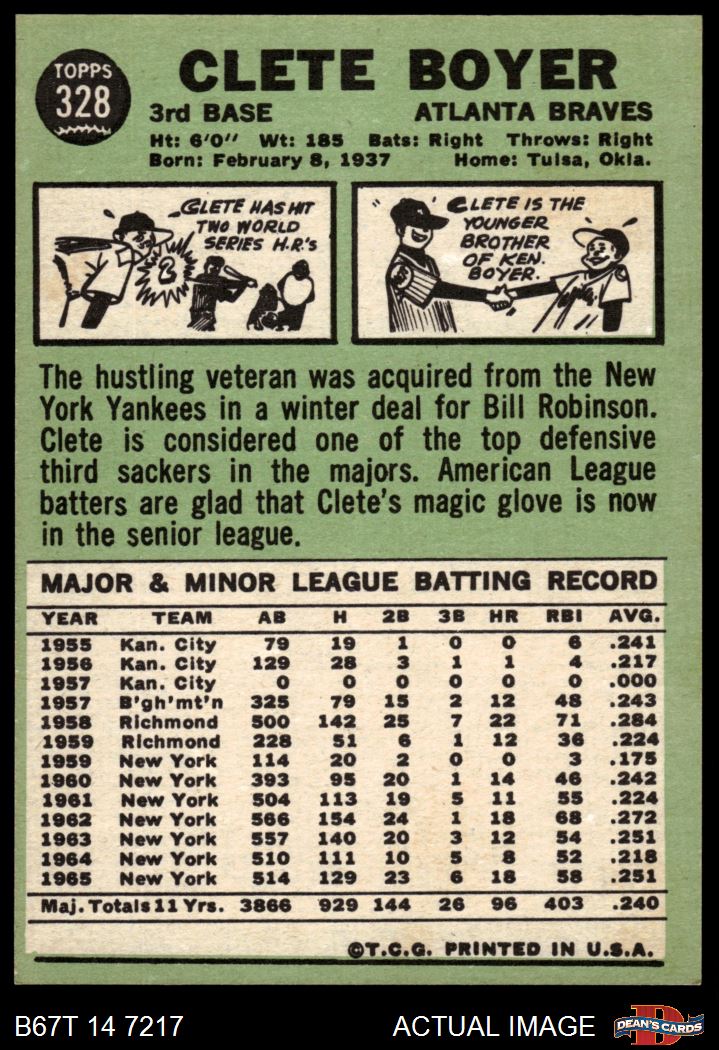 TOPPS
328
CLETE BOYER
3rd BASE ATLANTA BRAVES
Ht: 6'0" Wt: 185 Bats: Right Throws: Right
Born: February 8, 1937 Home: Tulsa, Okla.
CLETE HAS HIT
TWO WORLD
SERIES H.R.'s
2
CLETE IS THE
YOUNGER
BROTHER
OF KEN
BOYER.
The hustling veteran was acquired from the New
York Yankees in a winter deal for Bill Robinson.
Clete is considered one of the top defensive
third sackers in the majors. American League
batters are glad that Clete's magic glove is now
in the senior league.
MAJOR & MINOR LEAGUE BATTING RECORD
YEAR TEAM AB H 2B 3B HR RBI AVG.
1955 Kan. City 79 19 1 0 0 6 .241
1956 Kan. City 129 28 3 1 1 4 .217
1957 Kan. City 0 0 0 0 0 0 .000
1957 B'gh'mt'n 325 79 15 2 12 48 .243
1958 Richmond 500 142 25 7 22 71 .284
1959 Richmond 228 51 6 1 12 36 .224
1959 New York 114 20 2 0 0 3 .175
1960 New York 393 95 20 1 14 46 .242
1961 New York 504 113 19 5 11 55 .224
1962 New York 566 154 24 1 18 68 .272
1963 New York 557 140 20 3 12 54 .251
1964 New York 510 111 10 5 8 52 .218
1965 New York 514 129 23 6 18 58 .251
Maj. Totals 11 Yrs. 3866 929 144 26 96 403 .240
©T.C.G. PRINTED IN U.S.A.
B67T 14 7217 ACTUAL IMAGE
D
DEAN'S CARDS